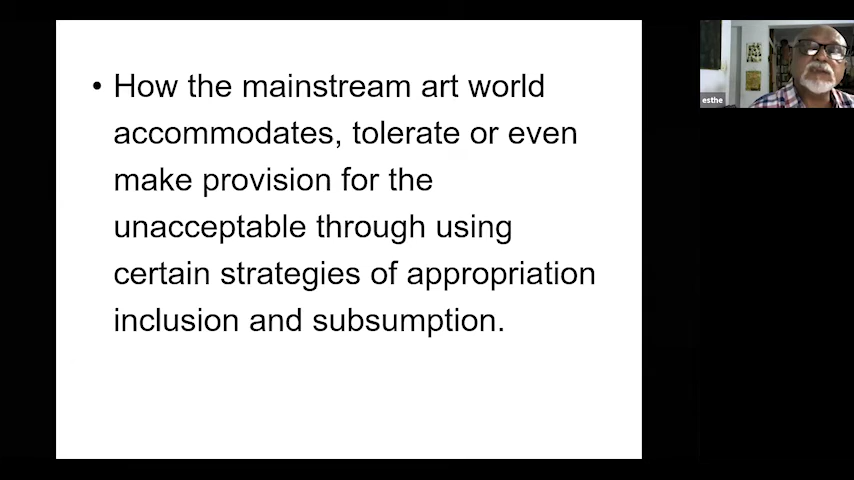 • How the mainstream art world
accommodates, tolerate or even
make provision for the
unacceptable through using
certain strategies of appropriation
inclusion and subsumption.
esthe